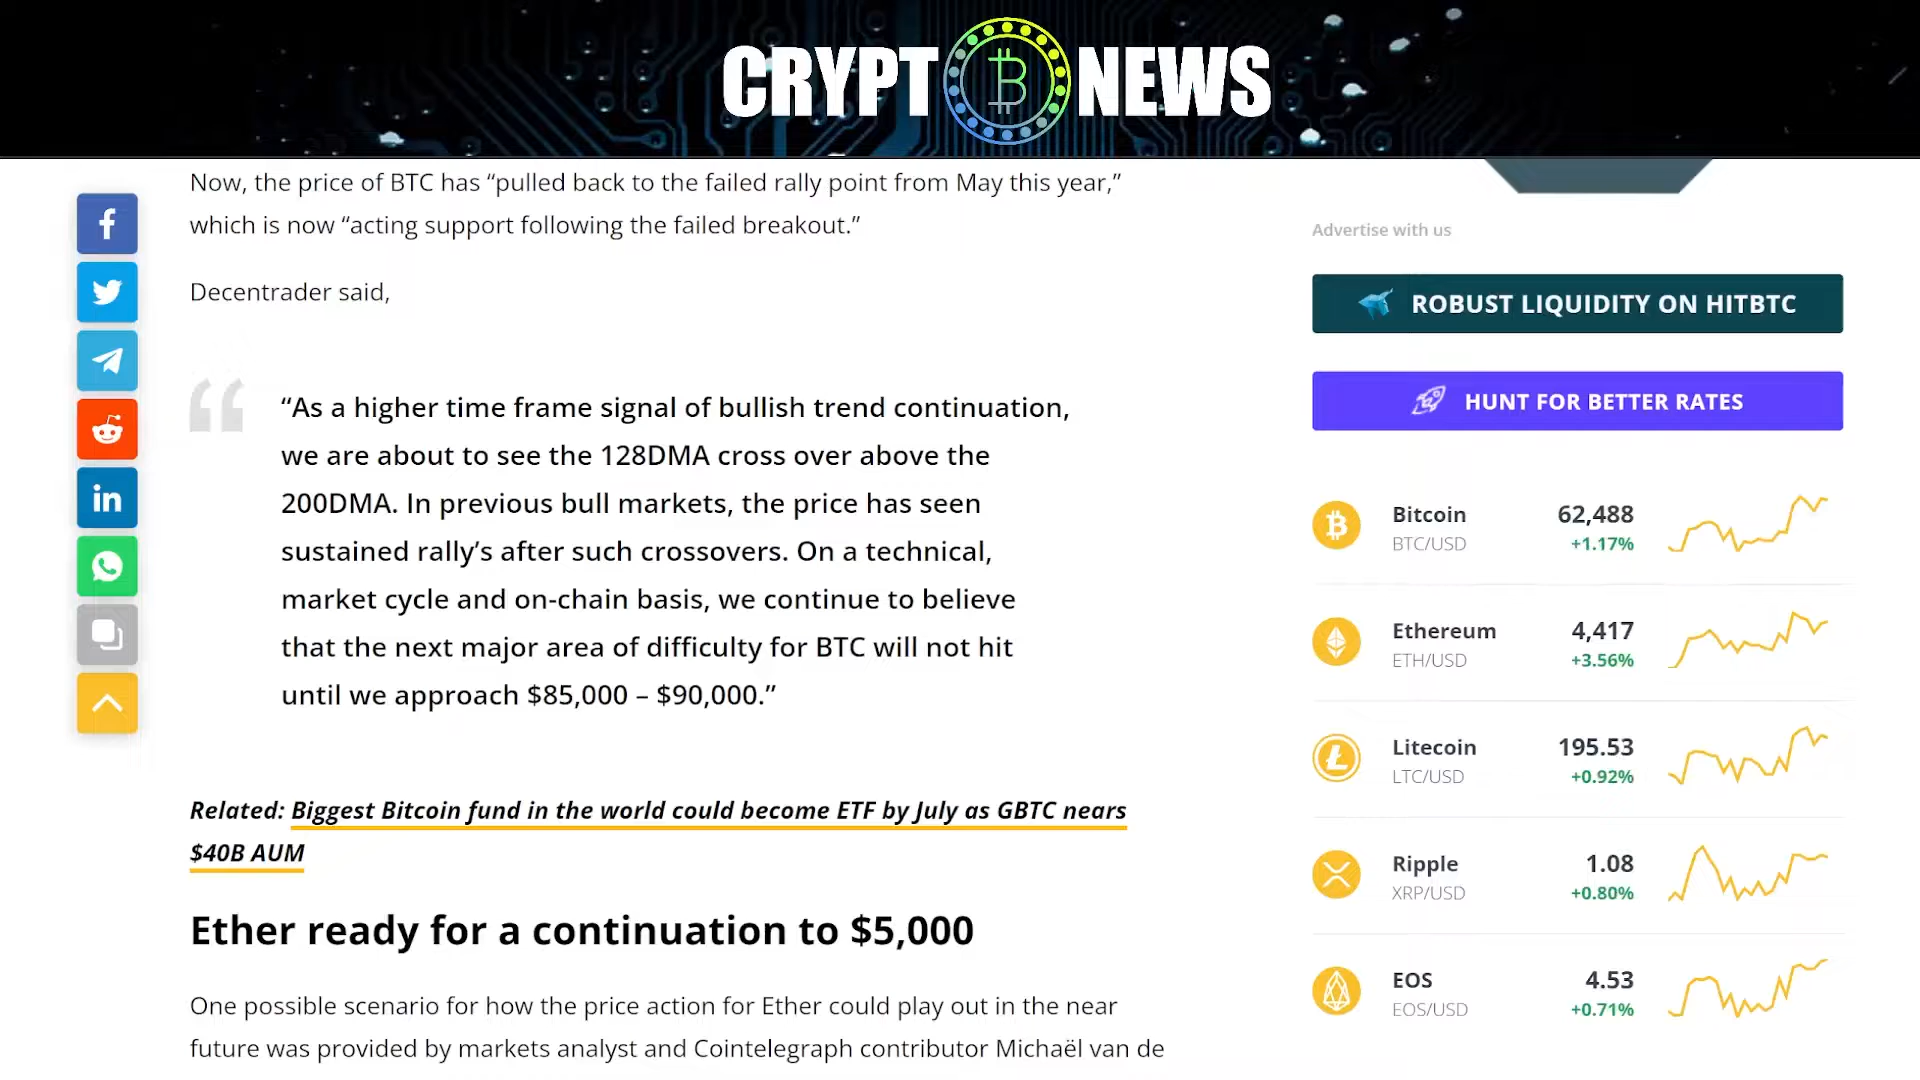 CRYPT NEWS
Now, the price of BTC has “pulled back to the failed rally point from May this year,”
which is now “acting support following the failed breakout.”
Decentrader said,
“As a higher time frame signal of bullish trend continuation,
we are about to see the 128DMA cross over above the
200DMA. In previous bull markets, the price has seen
sustained rally’s after such crossovers. On a technical,
market cycle and on-chain basis, we continue to believe
that the next major area of difficulty for BTC will not hit
until we approach $85,000 – $90,000.”
Related: Biggest Bitcoin fund in the world could become ETF by July as GBTC nears
$40B AUM
Ether ready for a continuation to $5,000
One possible scenario for how the price action for Ether could play out in the near
future was provided by markets analyst and Cointelegraph contributor Michaël van de
Advertise with us
ROBUST LIQUIDITY ON HITBTC
HUNT FOR BETTER RATES
Bitcoin 62,488
BTC/USD +1.17%
Ethereum 4,417
ETH/USD +3.56%
Litecoin 195.53
LTC/USD +0.92%
Ripple 1.08
XRP/USD +0.80%
EOS 4.53
EOS/USD +0.71%